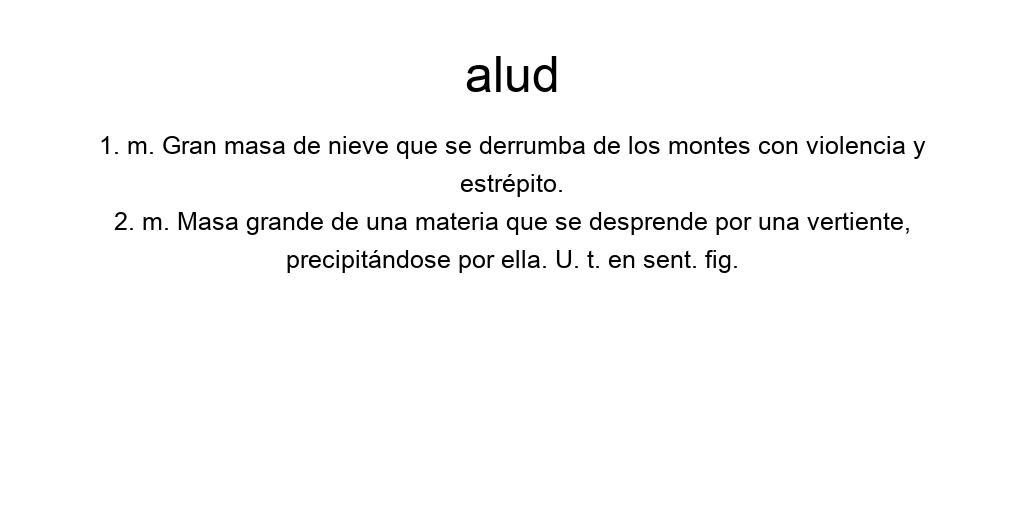 alud
1. m. Gran masa de nieve que se derrumba de los montes con violencia y
estrépito.
2. m. Masa grande de una materia que se desprende por una vertiente,
precipitándose por ella. U. t. en sent. fig.